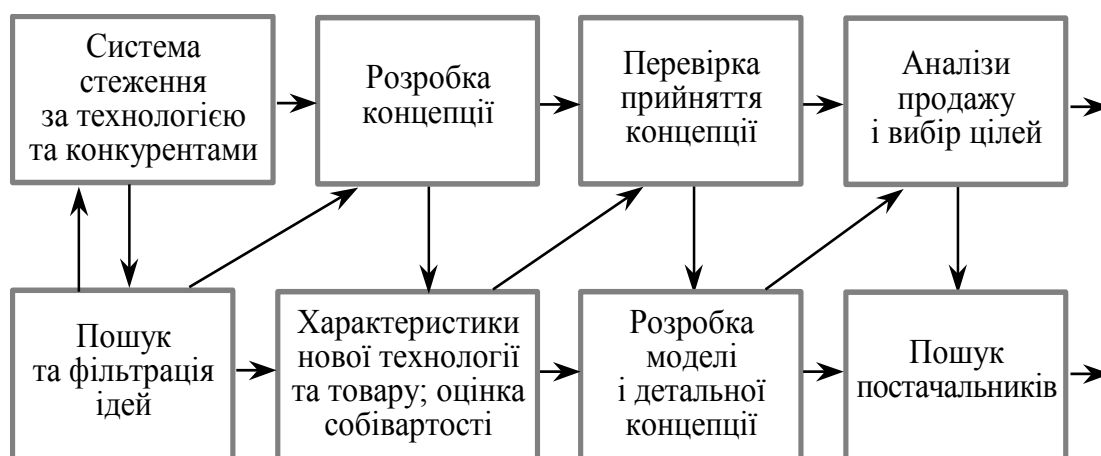 Система
стеження
за технологією
та конкурентами
Розробка
концепції
Перевірка
прийняття
концепції
Аналізи
продажу
і вибір цілей
Пошук
та фільтрація
ідей
Характеристики
нової технології
та товару; оцінка
собівартості
Розробка
моделі
і детальної
концепції
Пошук
постачальників